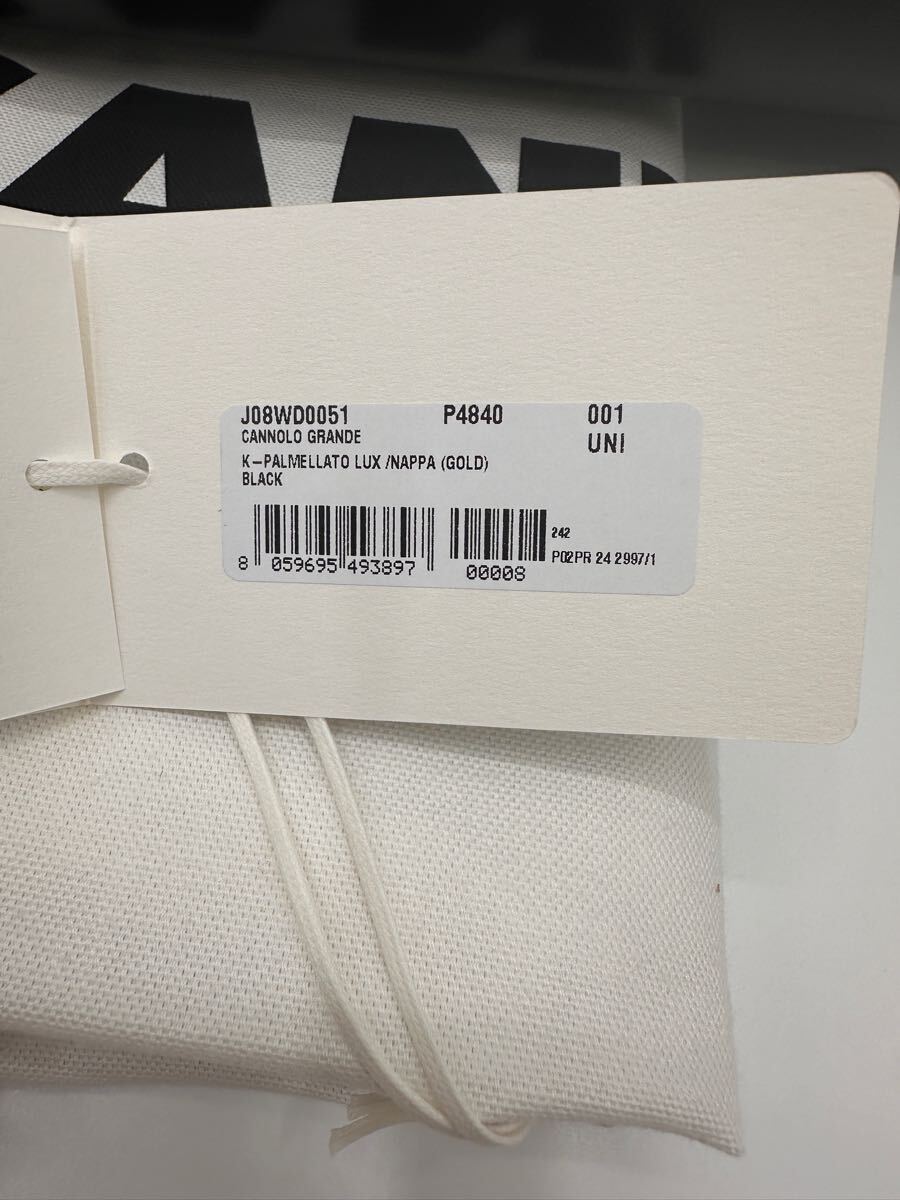 J08WD0051 P4840 001
CANNOLO GRANDE UNI
K-PALMELLATO LUX /NAPPA (GOLD)
BLACK
242
P02PR 24 2997/1
8 059695 493897 00008